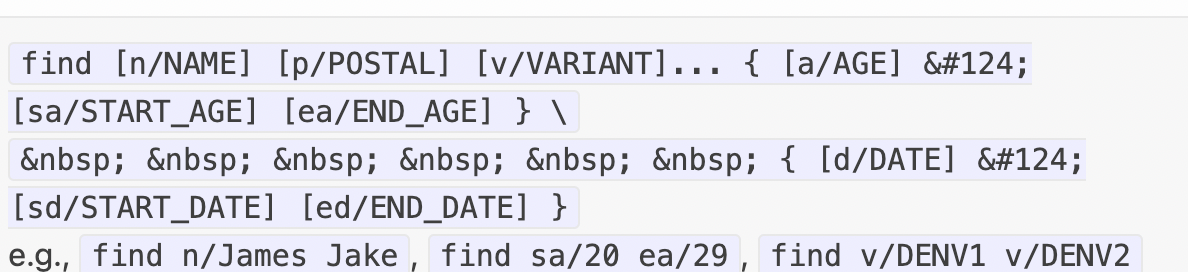 find [n/NAME] [p/POSTAL] [v/VARIANT]... { [a/AGE] &#124;
[sa/START_AGE] [ea/END_AGE] } \
&nbsp; &nbsp; &nbsp; &nbsp; &nbsp; &nbsp; { [d/DATE] &#124;
[sd/START_DATE] [ed/END_DATE] }
e.g., find n/James Jake, find sa/20 ea/29, find v/DENV1 v/DENV2